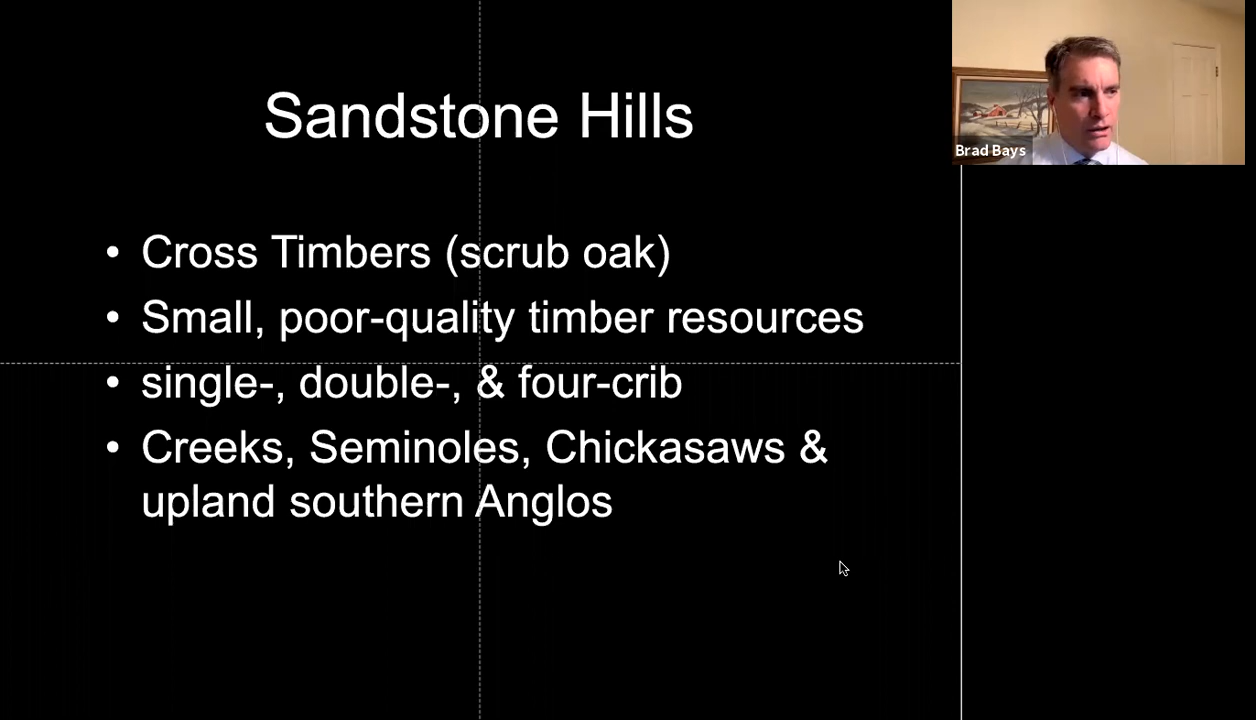 Sandstone Hills
Brad Bays
• Cross Timbers (scrub oak)
• Small, poor-quality timber resources
• single-, double-, & four-crib
• Creeks, Seminoles, Chickasaws &
upland southern Anglos